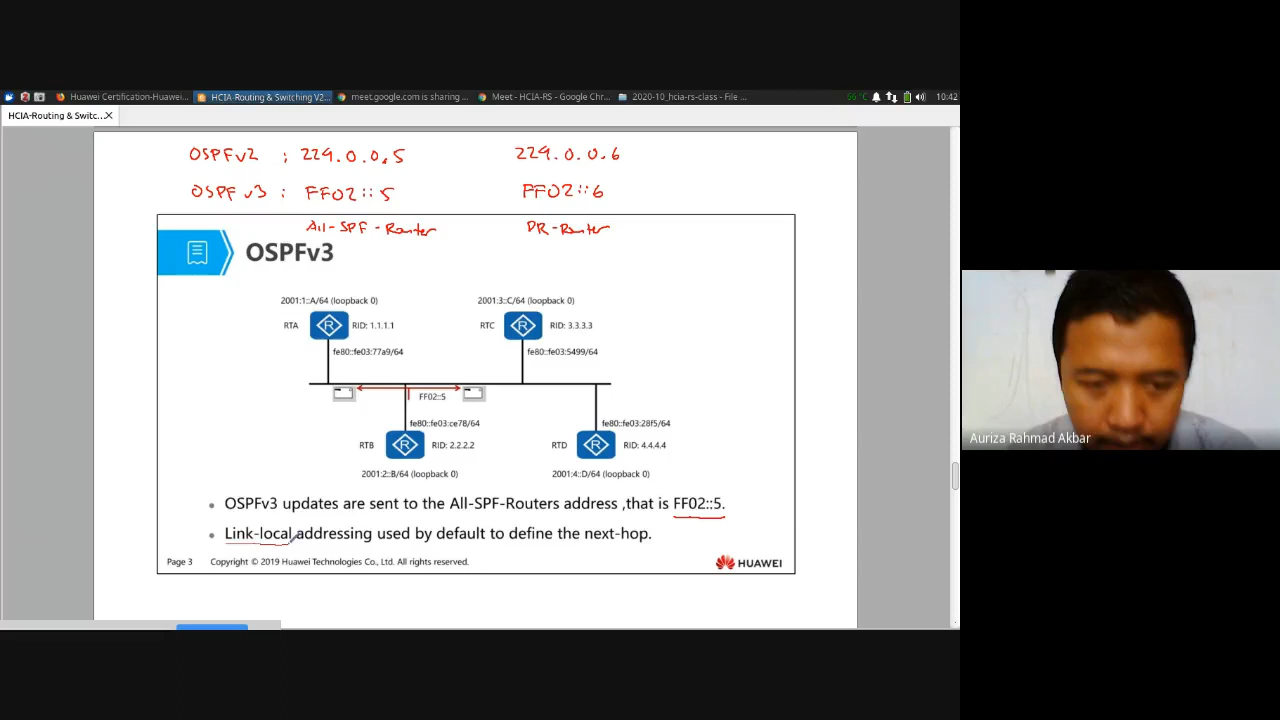 Huawei Certification-Huawei... HCIA-Routing & Switching V2... meet.google.com is sharing ... Meet - HCIA-RS - Google Chr... 2020-10_hcia-rs-class - File ... 56°C 10:42
HCIA-Routing & Switc...
OSPFv2 : 224.0.0.5 224.0.0.6
OSPFv3 : FF02::5 FF02::6
All-SPF-Router DR-Router
OSPFv3
2001:1::A/64 (loopback 0) 2001:3::C/64 (loopback 0)
RTA R RID: 1.1.1.1 RTC R RID: 3.3.3.3
fe80::fe03:77a9/64 fe80::fe03:5499/64
FF02::5
fe80::fe03:ce78/64 fe80::fe03:28f5/64
RTB R RID: 2.2.2.2 RTD R RID: 4.4.4.4
2001:2::B/64 (loopback 0) 2001:4::D/64 (loopback 0)
• OSPFv3 updates are sent to the All-SPF-Routers address ,that is FF02::5.
• Link-local addressing used by default to define the next-hop.
Page 3 Copyright © 2019 Huawei Technologies Co., Ltd. All rights reserved. HUAWEI
Auriza Rahmad Akbar